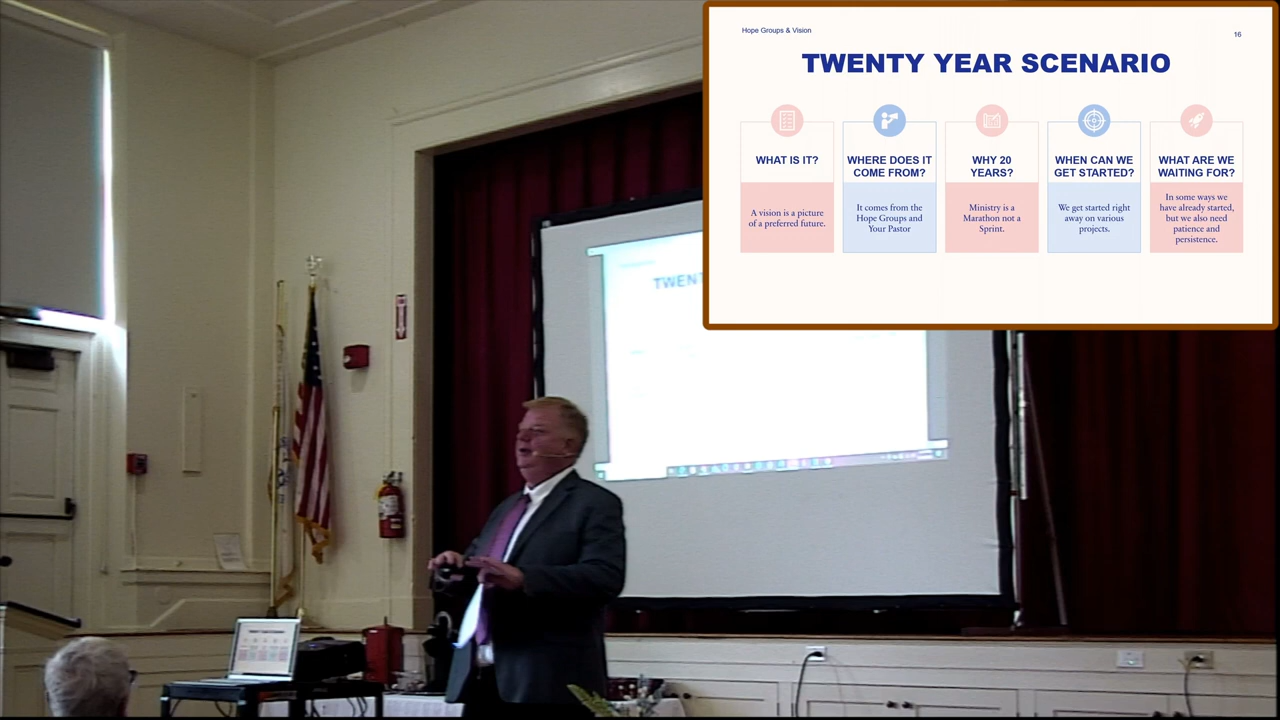 Hope Groups & Vision
16
TWENTY YEAR SCENARIO
WHAT IS IT?
A vision is a picture
of a preferred future.
WHERE DOES IT
COME FROM?
It comes from the
Hope Groups and
Your Pastor
WHY 20
YEARS?
Ministry is a
Marathon not a
Sprint.
WHEN CAN WE
GET STARTED?
We get started right
away on various
projects.
WHAT ARE WE
WAITING FOR?
In some ways we
have already started,
but we also need
patience and
persistence.
TWENT